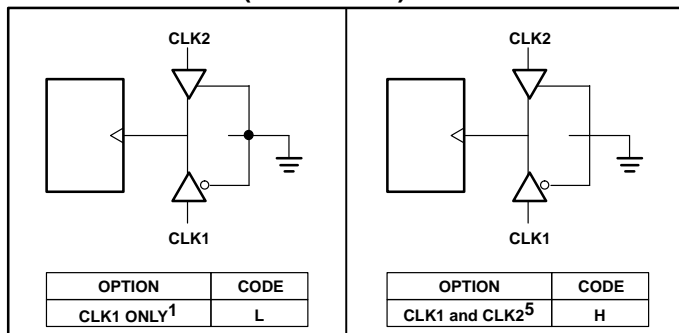 CLK2
CLK1
OPTION CODE
CLK1 ONLY1 L
CLK2
CLK1
OPTION CODE
CLK1 and CLK25 H